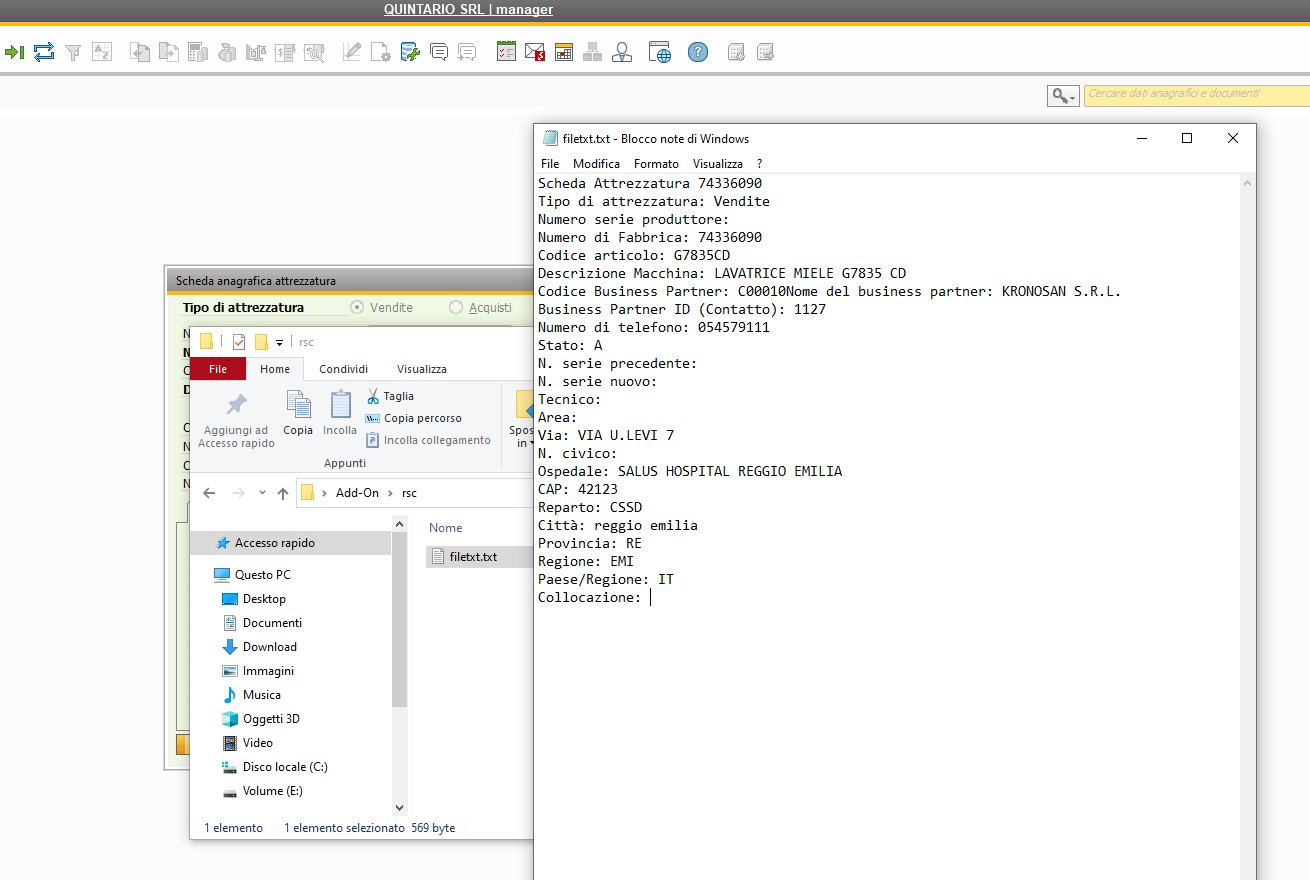 QUINTARIO SRL | manager
Cercare dati anagrafici e documenti
filetxt.txt - Blocco note di Windows
File Modifica Formato Visualizza ?
Scheda Attrezzatura 74336090
Tipo di attrezzatura: Vendite
Numero serie produttore:
Numero di Fabbrica: 74336090
Codice articolo: G7835CD
Descrizione Macchina: LAVATRICE MIELE G7835 CD
Codice Business Partner: C00010Nome del business partner: KRONOSAN S.R.L.
Business Partner ID (Contatto): 1127
Numero di telefono: 054579111
Stato: A
N. serie precedente:
N. serie nuovo:
Tecnico:
Area:
Via: VIA U.LEVI 7
N. civico:
Ospedale: SALUS HOSPITAL REGGIO EMILIA
CAP: 42123
Reparto: CSSD
Città: reggio emilia
Provincia: RE
Regione: EMI
Paese/Regione: IT
Collocazione:
Scheda anagrafica attrezzatura
Tipo di attrezzatura Vendite Acquisti
rsc
File Home Condividi Visualizza
Aggiungi ad
Accesso rapido
Copia
Incolla
Taglia
Copia percorso
Incolla collegamento
Spos
in
Appunti
Add-On › rsc
Nome
filetxt.txt
Accesso rapido
Questo PC
Desktop
Documenti
Download
Immagini
Musica
Oggetti 3D
Video
Disco locale (C:)
Volume (E:)
1 elemento 1 elemento selezionato 569 byte